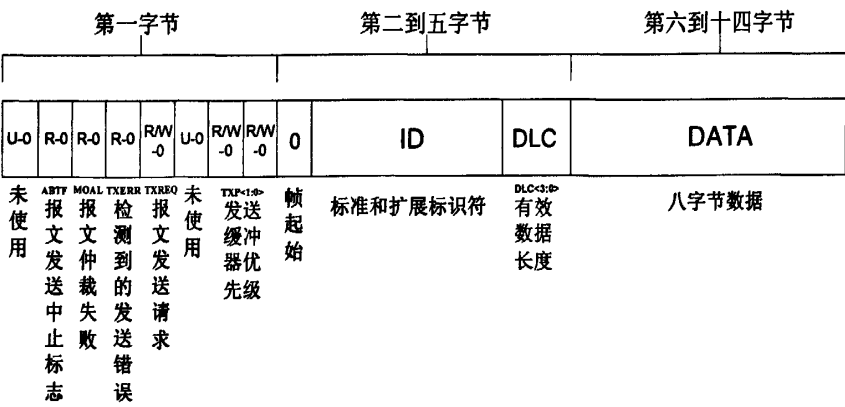 第一字节
第二到五字节
第六到十四字节
U-0
R-0
R-0
R-0
R/W
-0
U-0
R/W
-0
R/W
-0
0
ID
DLC
DATA
未使用
ABTF
报文发送中止标志
MOAL
报文仲裁失败
TXERR
检测到的发送错误
TXREQ
报文发送请求
未使用
TXP<1:0>
发送
缓冲
器优
先级
帧起始
标准和扩展标识符
DLC<3:0>
有效
数据
长度
八字节数据